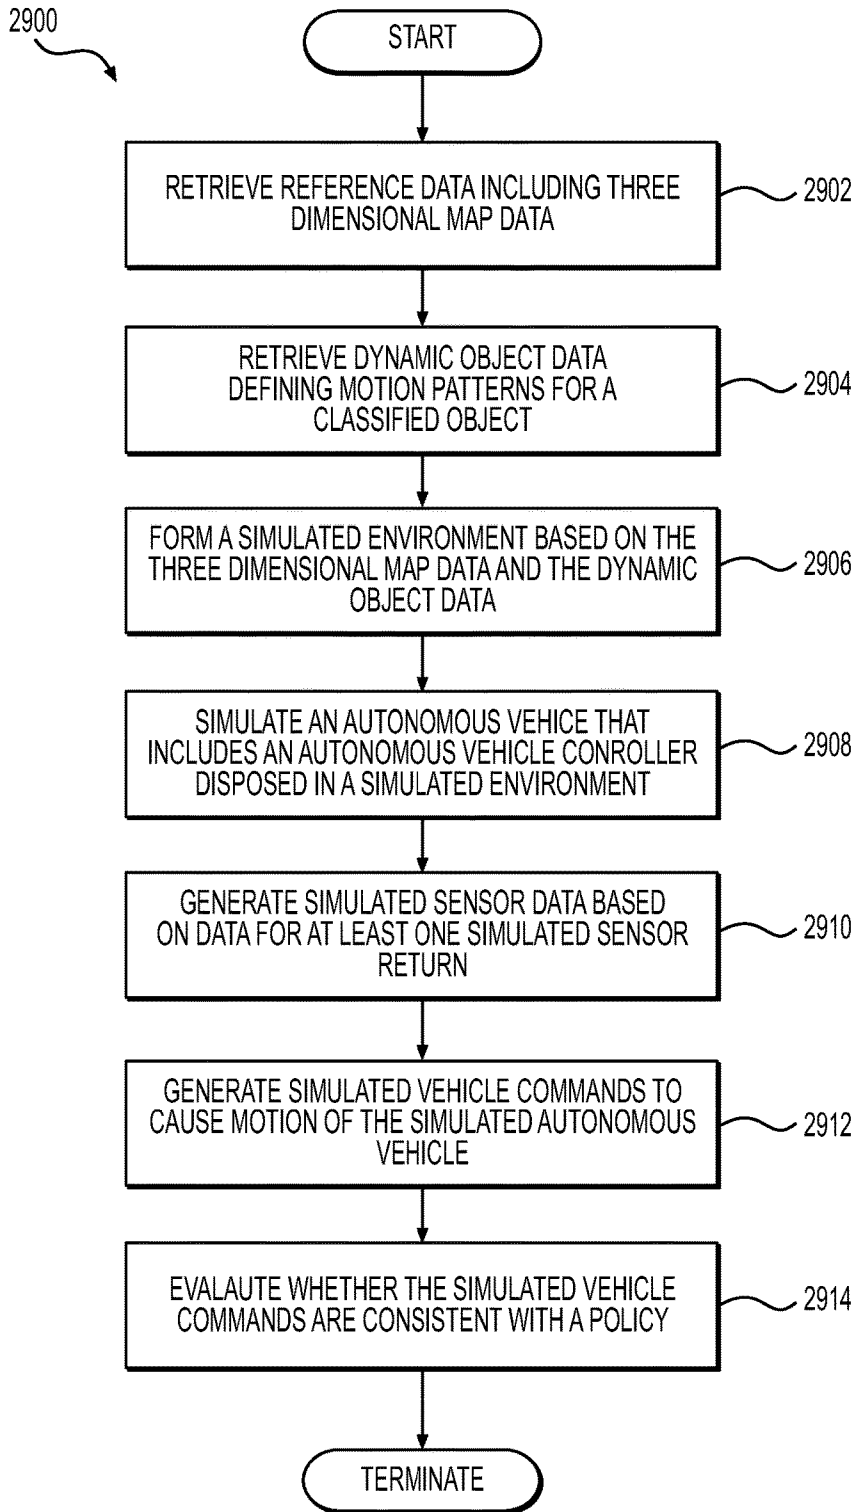 2900
START
RETRIEVE REFERENCE DATA INCLUDING THREE
DIMENSIONAL MAP DATA
2902
RETRIEVE DYNAMIC OBJECT DATA
DEFINING MOTION PATTERNS FOR A
CLASSIFIED OBJECT
2904
FORM A SIMULATED ENVIRONMENT BASED ON THE
THREE DIMENSIONAL MAP DATA AND THE DYNAMIC
OBJECT DATA
2906
SIMULATE AN AUTONOMOUS VEHICE THAT
INCLUDES AN AUTONOMOUS VEHICLE CONROLLER
DISPOSED IN A SIMULATED ENVIRONMENT
2908
GENERATE SIMULATED SENSOR DATA BASED
ON DATA FOR AT LEAST ONE SIMULATED SENSOR
RETURN
2910
GENERATE SIMULATED VEHICLE COMMANDS TO
CAUSE MOTION OF THE SIMULATED AUTONOMOUS
VEHICLE
2912
EVALAUTE WHETHER THE SIMULATED VEHICLE
COMMANDS ARE CONSISTENT WITH A POLICY
2914
TERMINATE